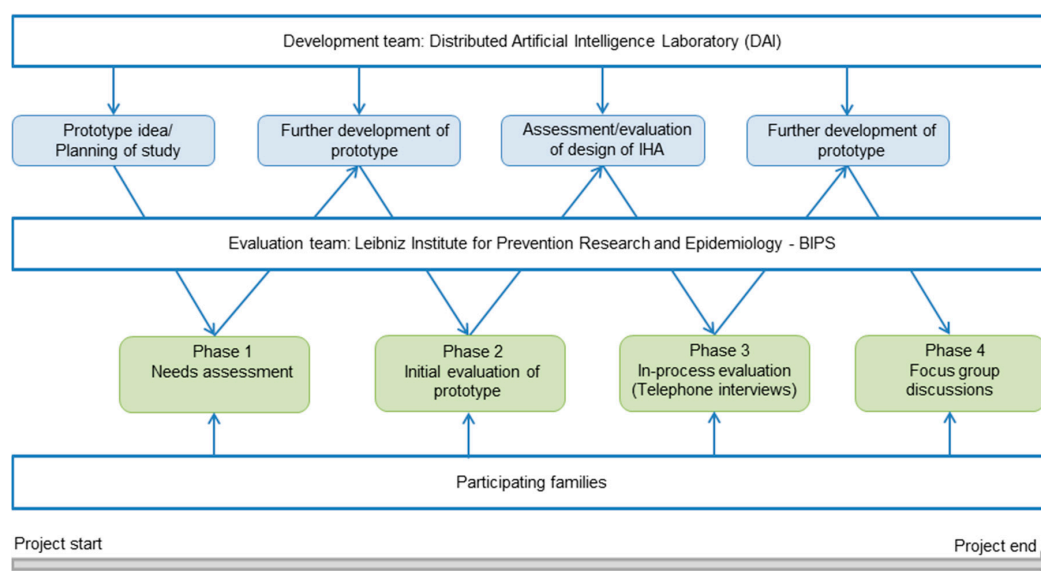 Development team: Distributed Artificial Intelligence Laboratory (DAI)
Prototype idea/
Planning of study
Further development of
prototype
Assessment/evaluation
of design of IHA
Further development of
prototype
Evaluation team: Leibniz Institute for Prevention Research and Epidemiology - BIPS
Phase 1
Needs assessment
Phase 2
Initial evaluation of
prototype
Phase 3
In-process evaluation
(Telephone interviews)
Phase 4
Focus group
discussions
Participating families
Project start
Project end